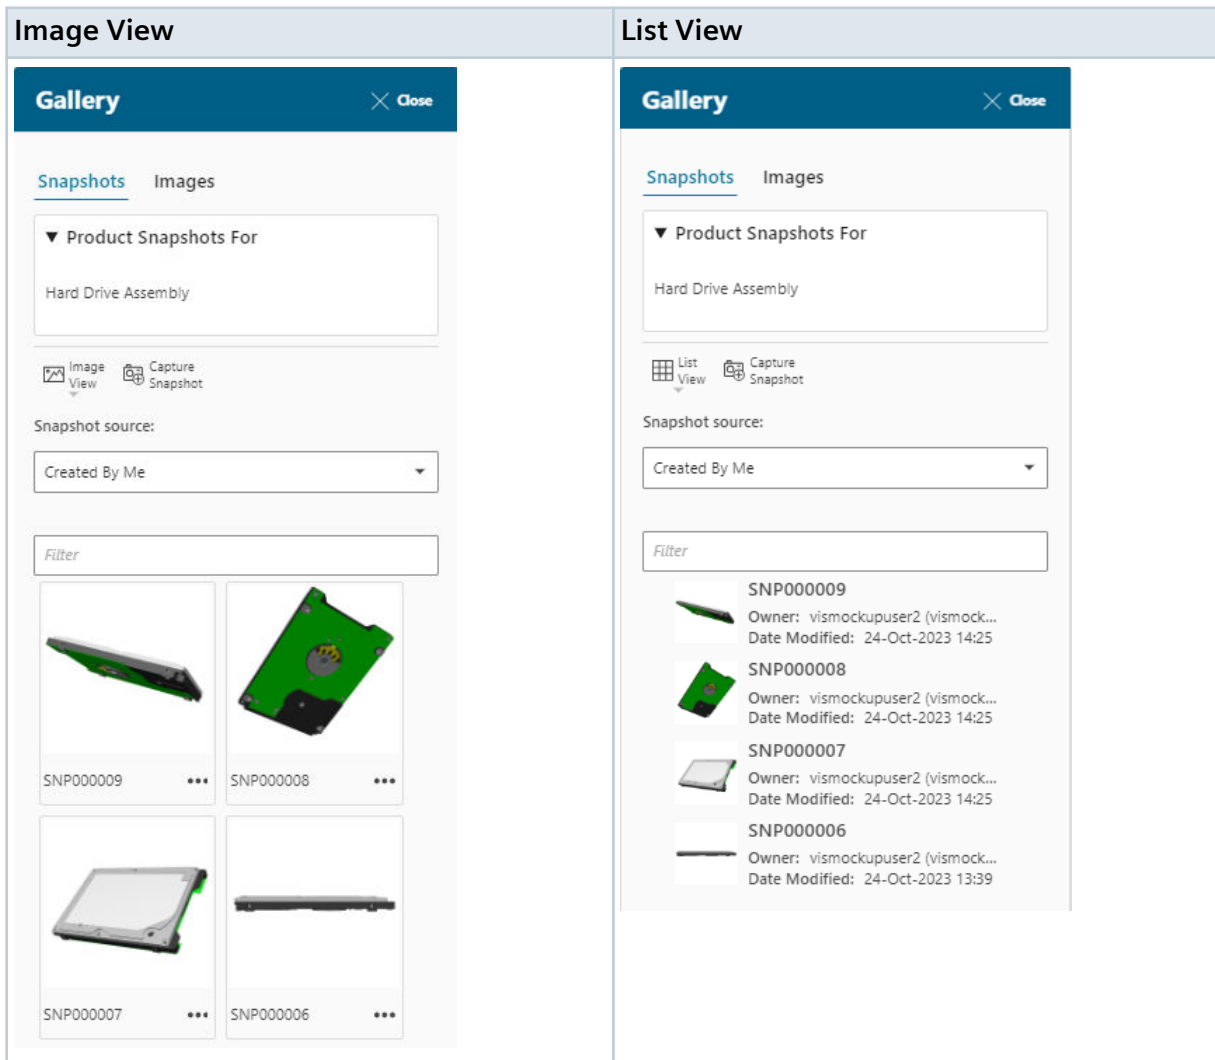 Image View
List View
Gallery
Close
Snapshots Images
Product Snapshots For
Hard Drive Assembly
Image View
Capture Snapshot
Snapshot source:
Created By Me
Filter
SNP000009
SNP000008
SNP000007
SNP000006
Gallery
Close
Snapshots Images
Product Snapshots For
Hard Drive Assembly
List View
Capture Snapshot
Snapshot source:
Created By Me
Filter
SNP000009
Owner: vismockupuser2 (vismock...
Date Modified: 24-Oct-2023 14:25
SNP000008
Owner: vismockupuser2 (vismock...
Date Modified: 24-Oct-2023 14:25
SNP000007
Owner: vismockupuser2 (vismock...
Date Modified: 24-Oct-2023 14:25
SNP000006
Owner: vismockupuser2 (vismock...
Date Modified: 24-Oct-2023 13:39